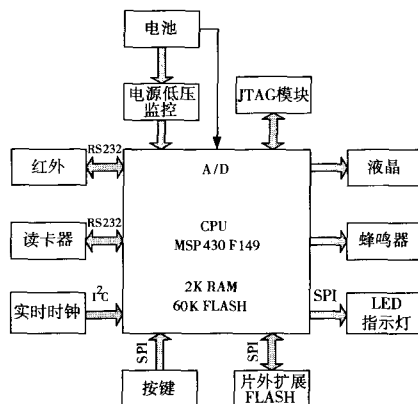 电池
电源低压
监控
JTAG模块
红外
RS232
A/D
液晶
CPU
MSP430 F149
读卡器
RS232
蜂鸣器
2K RAM
60K FLASH
实时时钟
I²C
SPI
LED
指示灯
SPI
SPI
按键
片外扩展
FLASH